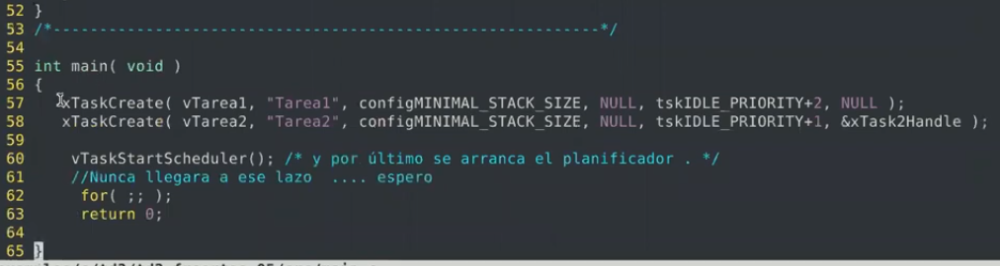 52 }
53 /*-----------------------------------------------------------*/
54
55 int main( void )
56 {
57 xTaskCreate( vTarea1, "Tarea1", configMINIMAL_STACK_SIZE, NULL, tskIDLE_PRIORITY+2, NULL );
58 xTaskCreate( vTarea2, "Tarea2", configMINIMAL_STACK_SIZE, NULL, tskIDLE_PRIORITY+1, &xTask2Handle );
59
60 vTaskStartScheduler(); /* y por último se arranca el planificador . */
61 //Nunca llegara a ese lazo .... espero
62 for( ;; );
63 return 0;
64
65 }